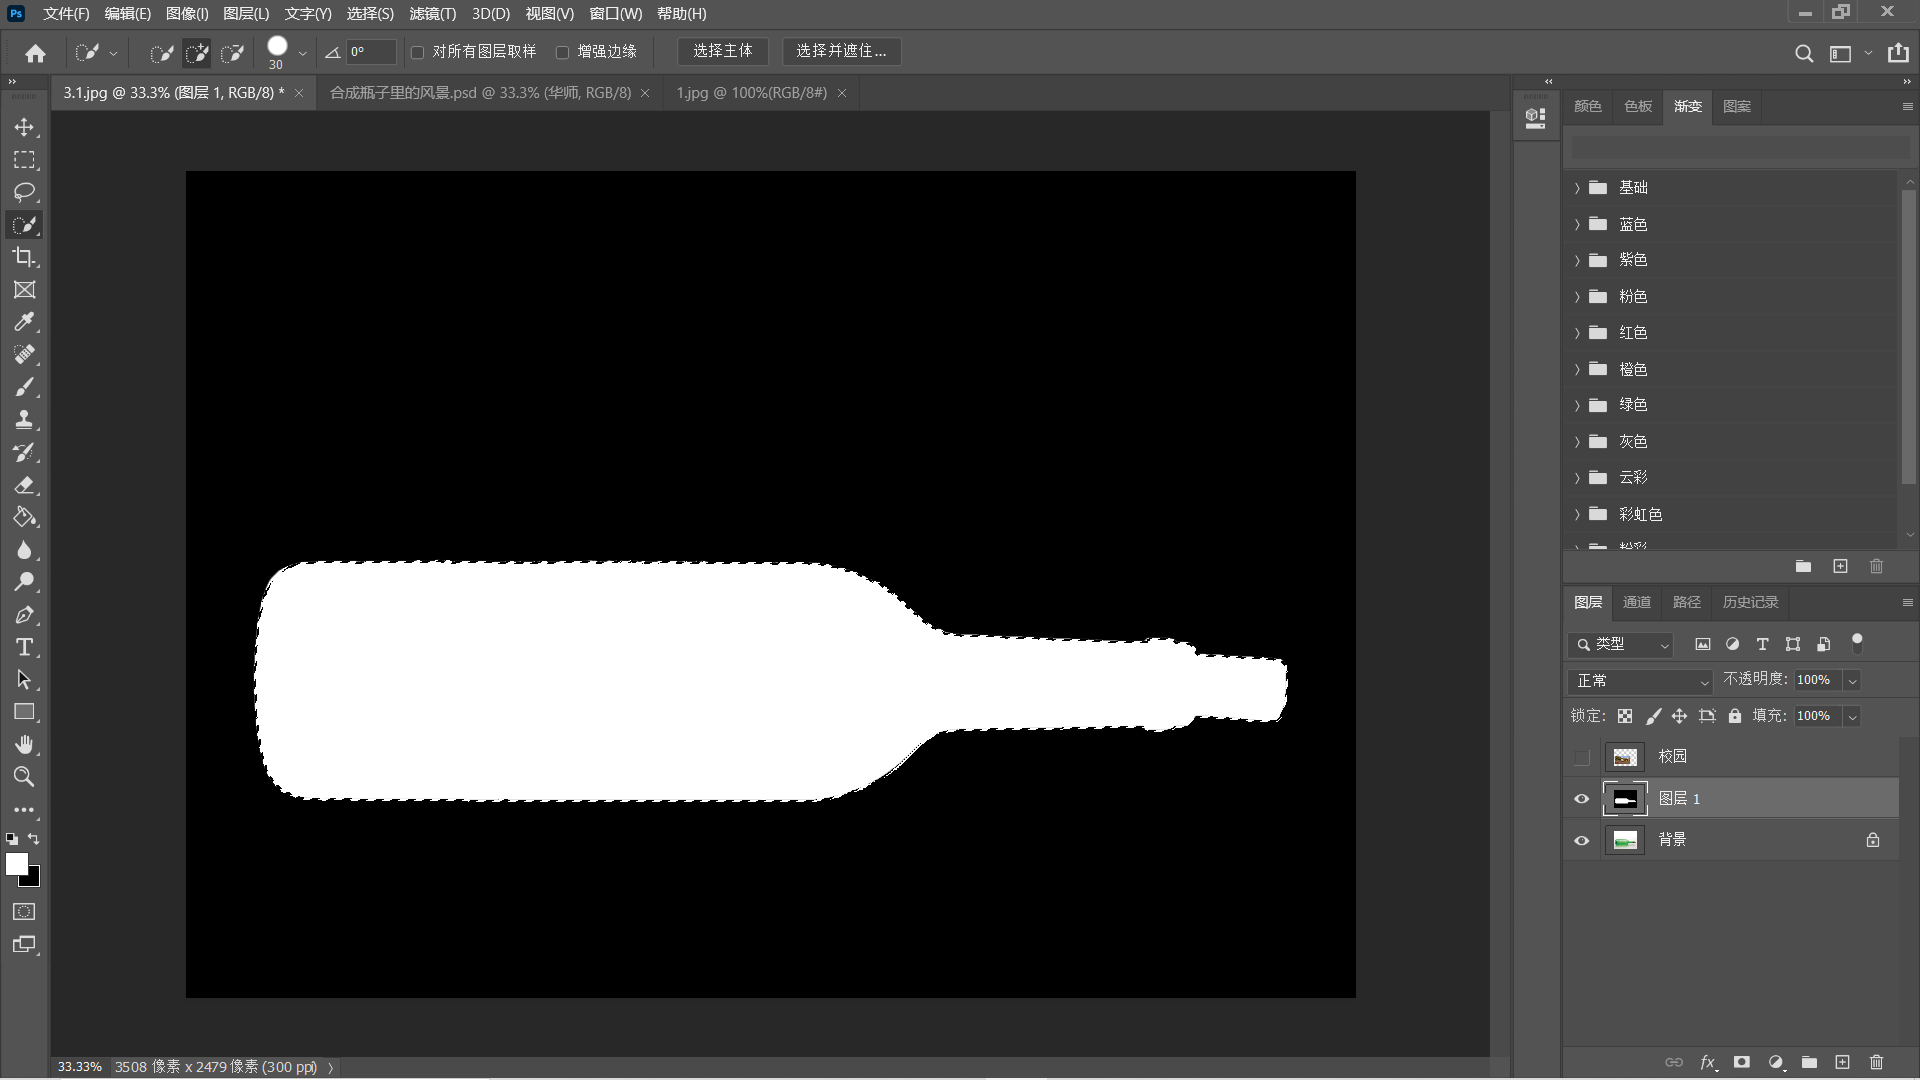 Ps 文件(F) 编辑(E) 图像(I) 图层(L) 文字(Y) 选择(S) 滤镜(T) 3D(D) 视图(V) 窗口(W) 帮助(H)
30 0° 对所有图层取样 增强边缘 选择主体 选择并遮住...
3.1.jpg @ 33.3% (图层 1, RGB/8) * 合成瓶子里的风景.psd @ 33.3% (华师, RGB/8) 1.jpg @ 100%(RGB/8#)
颜色 色板 渐变 图案
基础
蓝色
紫色
粉色
红色
橙色
绿色
灰色
云彩
彩虹色
粉彩
图层 通道 路径 历史记录
类型
正常 不透明度: 100%
锁定: 填充: 100%
校园
图层 1
背景
fx
33.33% 3508 像素 x 2479 像素 (300 ppi)